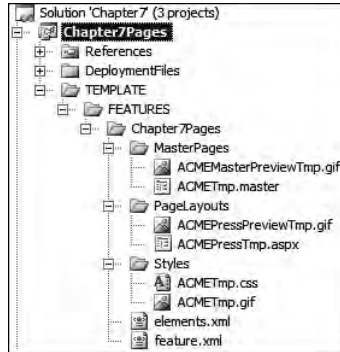 Solution 'Chapter7' (3 projects)
Chapter7Pages
References
DeploymentFiles
TEMPLATE
FEATURES
Chapter7Pages
MasterPages
ACMEMasterPreviewTmp.gif
ACMETmp.master
PageLayouts
ACMEPressPreviewTmp.gif
ACMEPressTmp.aspx
Styles
ACMETmp.css
ACMETmp.gif
elements.xml
feature.xml